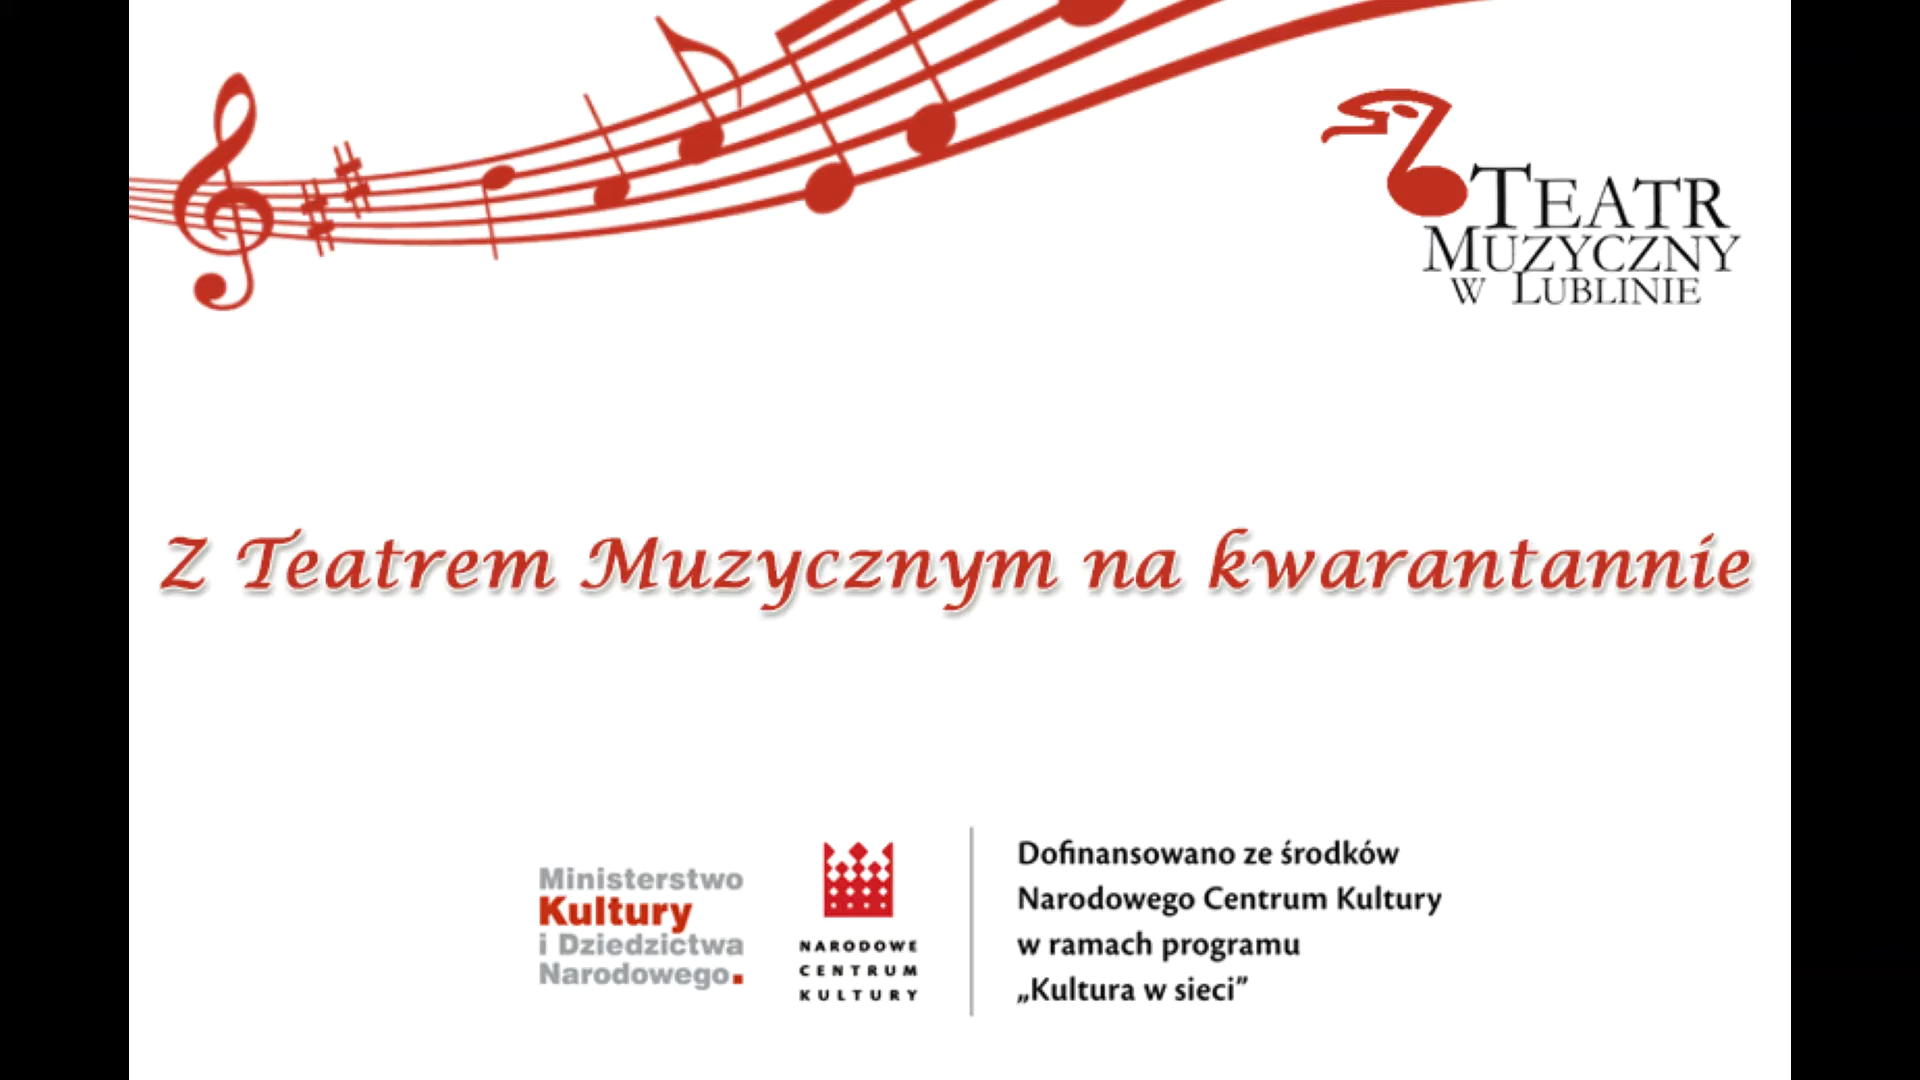 TEATR
MUZYCZNY
W LUBLINIE
Z Teatrem Muzycznym na kwarantannie
Ministerstwo
Kultury
i Dziedzictwa
Narodowego.
NARODOWE
CENTRUM
KULTURY
Dofinansowano ze środków
Narodowego Centrum Kultury
w ramach programu
„Kultura w sieci”